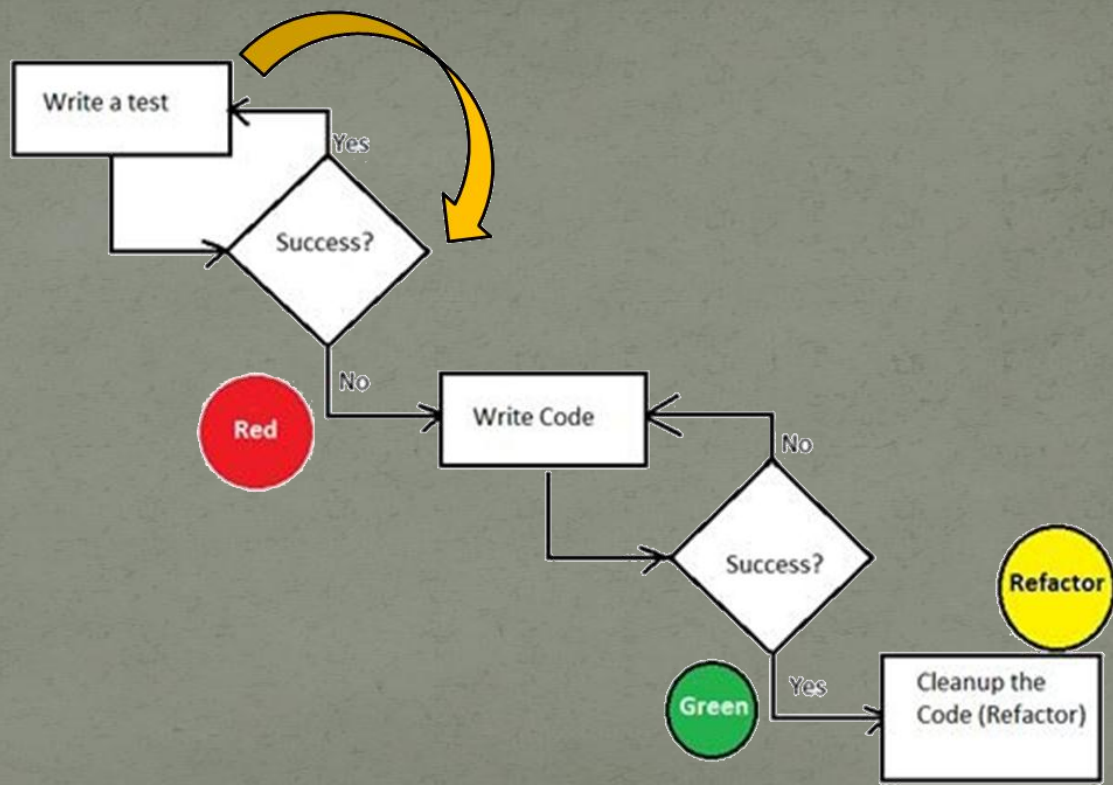 Write a test
Yes
Success?
No
Red
Write Code
No
Success?
Refactor
Yes
Green
Cleanup the
Code (Refactor)